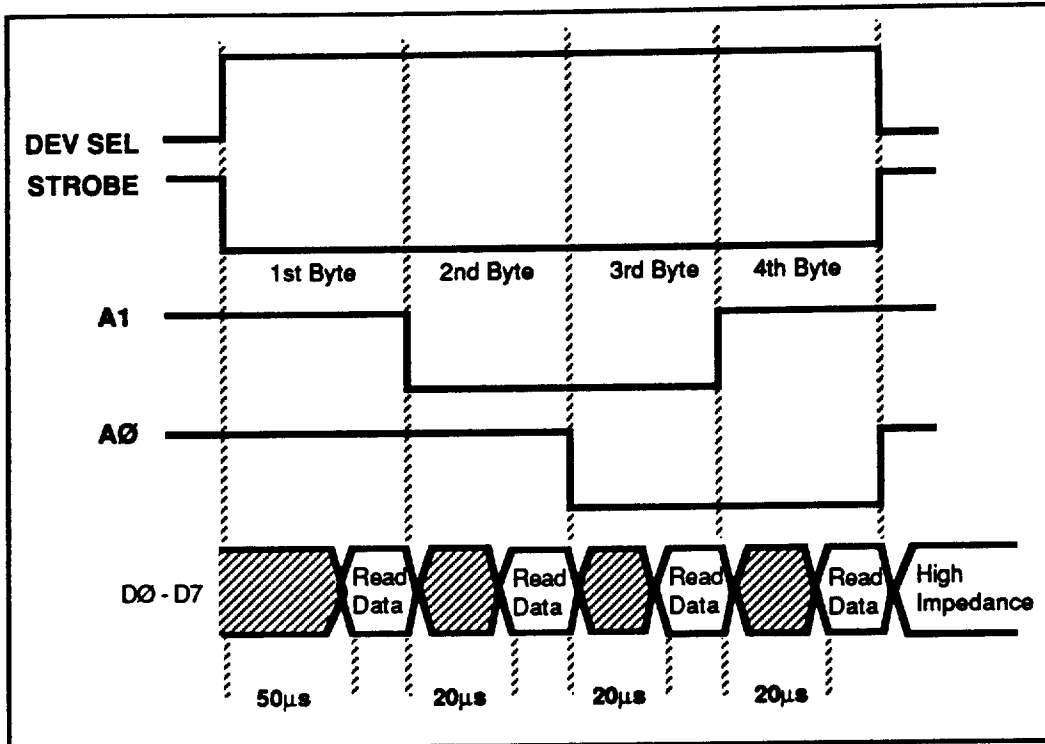 DEV SEL
STROBE
1st Byte 2nd Byte 3rd Byte 4th Byte
A1
AØ
DØ - D7
Read Data
Read Data
Read Data
Read Data
High Impedance
50µs 20µs 20µs 20µs